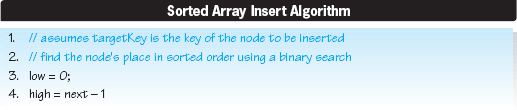 Sorted Array Insert Algorithm
1. // assumes targetKey is the key of the node to be inserted
2. // find the node's place in sorted order using a binary search
3. low = 0;
4. high = next – 1